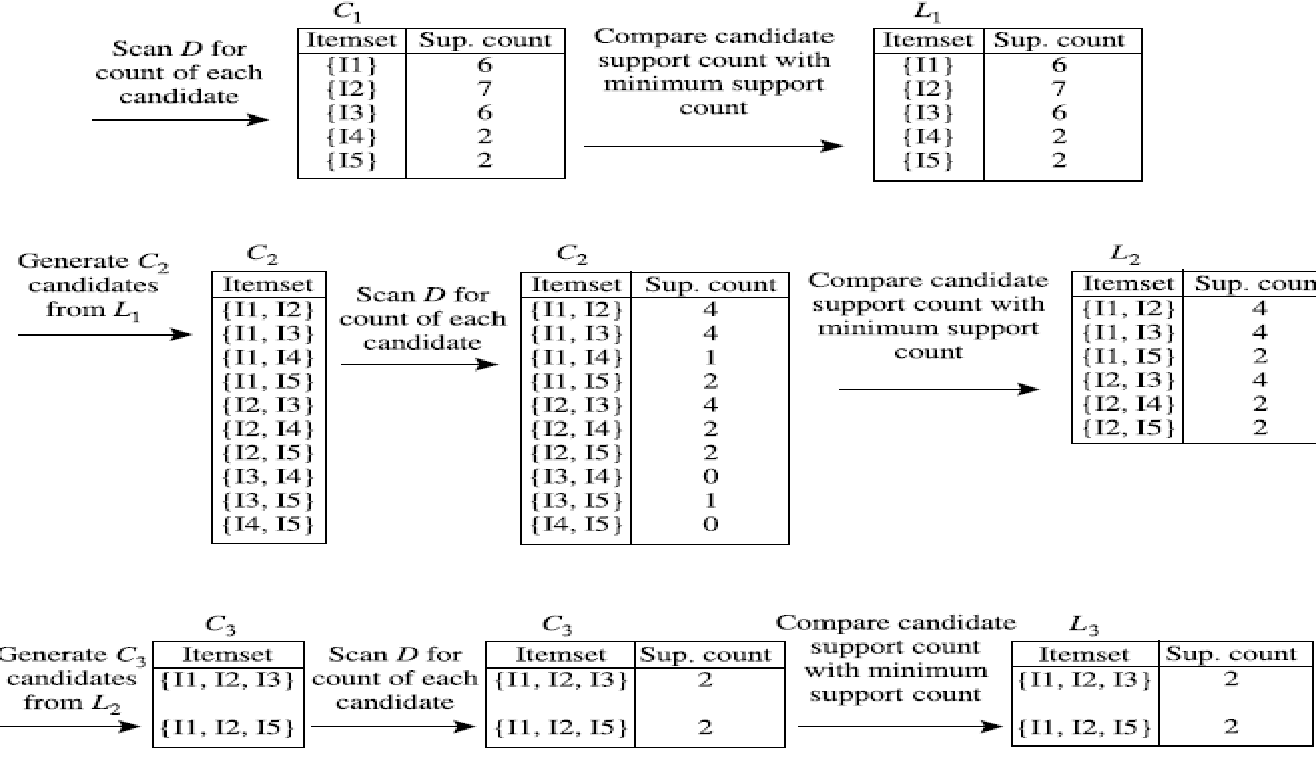 C1
L1
Scan D for
count of each
candidate
Itemset Sup. count
{I1} 6
{I2} 7
{I3} 6
{I4} 2
{I5} 2
Compare candidate
support count with
minimum support
count
Itemset Sup. count
{I1} 6
{I2} 7
{I3} 6
{I4} 2
{I5} 2
Generate C2
candidates
from L1
C2
Itemset
{I1, I2}
{I1, I3}
{I1, I4}
{I1, I5}
{I2, I3}
{I2, I4}
{I2, I5}
{I3, I4}
{I3, I5}
{I4, I5}
Scan D for
count of each
candidate
C2
Itemset Sup. count
{I1, I2} 4
{I1, I3} 4
{I1, I4} 1
{I1, I5} 2
{I2, I3} 4
{I2, I4} 2
{I2, I5} 2
{I3, I4} 0
{I3, I5} 1
{I4, I5} 0
Compare candidate
support count with
minimum support
count
L2
Itemset Sup. coun
{I1, I2} 4
{I1, I3} 4
{I1, I5} 2
{I2, I3} 4
{I2, I4} 2
{I2, I5} 2
Generate C3
candidates
from L2
C3
Itemset
{I1, I2, I3}
{I1, I2, I5}
Scan D for
count of each
candidate
C3
Itemset Sup. count
{I1, I2, I3} 2
{I1, I2, I5} 2
Compare candidate
support count
with minimum
support count
L3
Itemset Sup. count
{I1, I2, I3} 2
{I1, I2, I5} 2